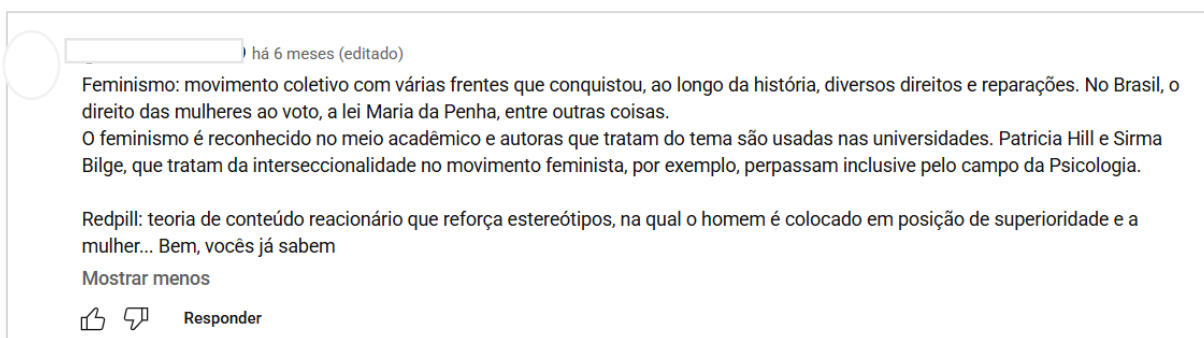 há 6 meses (editado)
Feminismo: movimento coletivo com várias frentes que conquistou, ao longo da história, diversos direitos e reparações. No Brasil, o
direito das mulheres ao voto, a lei Maria da Penha, entre outras coisas.
O feminismo é reconhecido no meio acadêmico e autoras que tratam do tema são usadas nas universidades. Patricia Hill e Sirma
Bilge, que tratam da interseccionalidade no movimento feminista, por exemplo, perpassam inclusive pelo campo da Psicologia.
Redpill: teoria de conteúdo reacionário que reforça estereótipos, na qual o homem é colocado em posição de superioridade e a
mulher... Bem, vocês já sabem
Mostrar menos
Responder